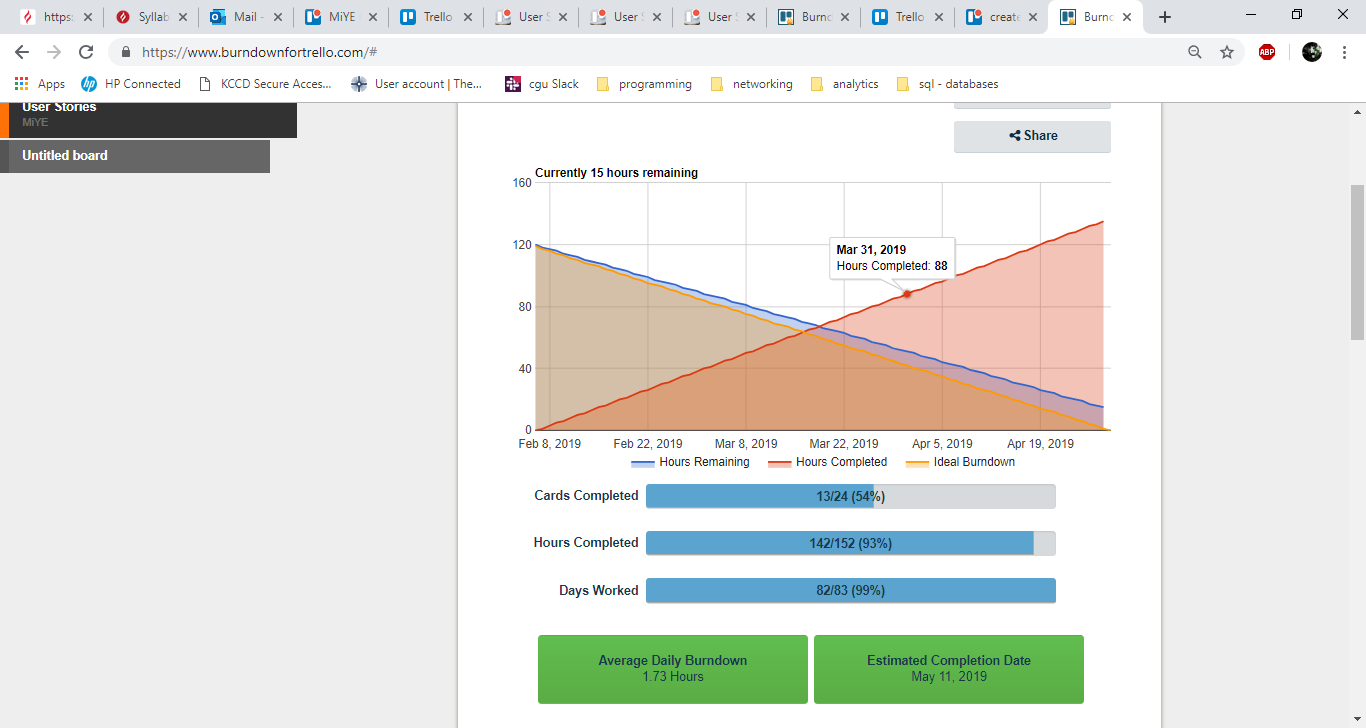 https:
Syllab
Mail -
MiYE
Trello
User S
User S
User S
Burnd
Trello
create
Burnd
https://www.burndownfortrello.com/#
ABP
Apps
HP Connected
KCCD Secure Acces...
User account | The...
cgu Slack
programming
networking
analytics
sql - databases
User Stories
MiYE
Untitled board
Share
Currently 15 hours remaining
160
120
80
40
0
Mar 31, 2019
Hours Completed: 88
Feb 8, 2019
Feb 22, 2019
Mar 8, 2019
Mar 22, 2019
Apr 5, 2019
Apr 19, 2019
Hours Remaining
Hours Completed
Ideal Burndown
Cards Completed
13/24 (54%)
Hours Completed
142/152 (93%)
Days Worked
82/83 (99%)
Average Daily Burndown
1.73 Hours
Estimated Completion Date
May 11, 2019